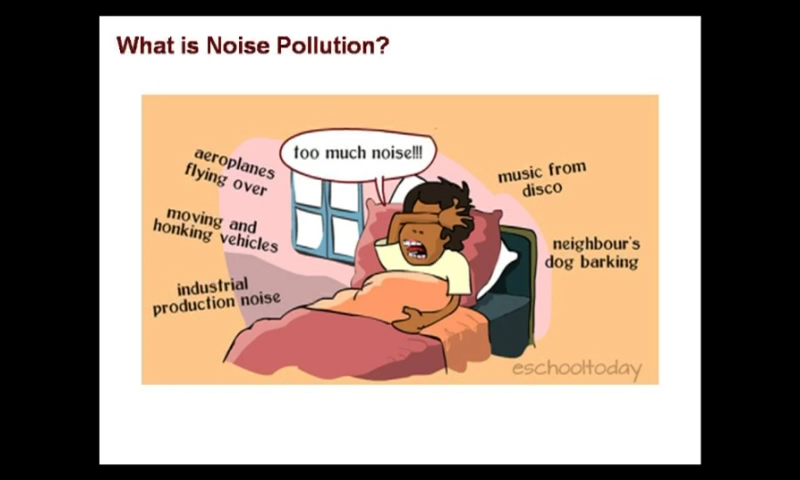 What is Noise Pollution?
too much noise!!!
aeroplanes
flying over
moving and
honking vehicles
industrial
production noise
music from
disco
neighbour's
dog barking
eschooltoday